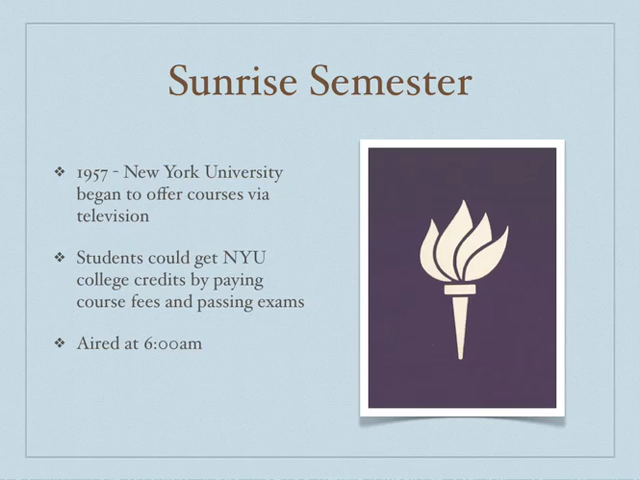 Sunrise Semester
❖ 1957 - New York University
began to offer courses via
television
❖ Students could get NYU
college credits by paying
course fees and passing exams
❖ Aired at 6:00am